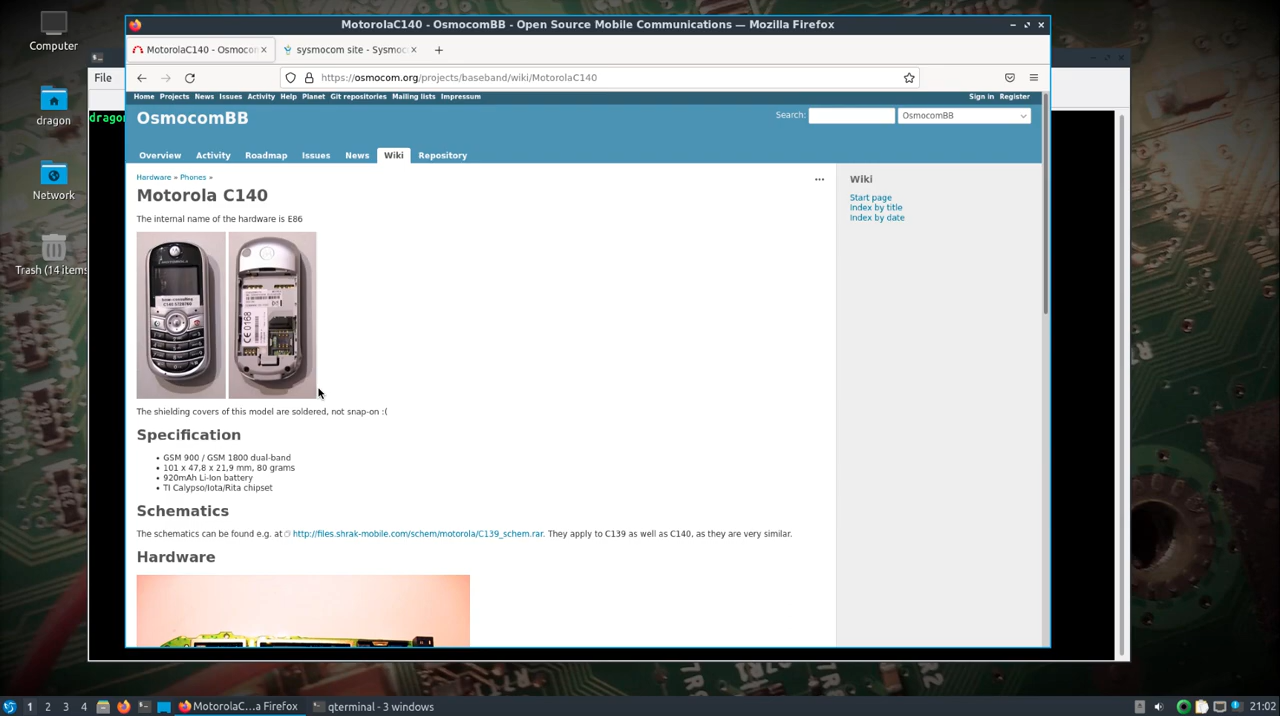 Computer
dragon
Network
Trash (14 items
MotorolaC140 - OsmocomBB - Open Source Mobile Communications — Mozilla Firefox
MotorolaC140 - Osmoco
sysmocom site - Sysmoc
https://osmocom.org/projects/baseband/wiki/MotorolaC140
File
dragon
Home Projects News Issues Activity Help Planet Git repositories Mailing lists Impressum
Sign in Register
OsmocomBB
Search:
OsmocomBB
Overview Activity Roadmap Issues News Wiki Repository
Hardware » Phones »
Motorola C140
The internal name of the hardware is E86
CE 0168
The shielding covers of this model are soldered, not snap-on :(
Specification
• GSM 900 / GSM 1800 dual-band
• 101 x 47,8 x 21,9 mm, 80 grams
• 920mAh Li-Ion battery
• TI Calypso/Iota/Rita chipset
Schematics
The schematics can be found e.g. at http://files.shrak-mobile.com/schem/motorola/C139_schem.rar. They apply to C139 as well as C140, as they are very similar.
Hardware
Wiki
Start page
Index by title
Index by date
1 2 3 4
MotorolaC...a Firefox
qterminal - 3 windows
21:02